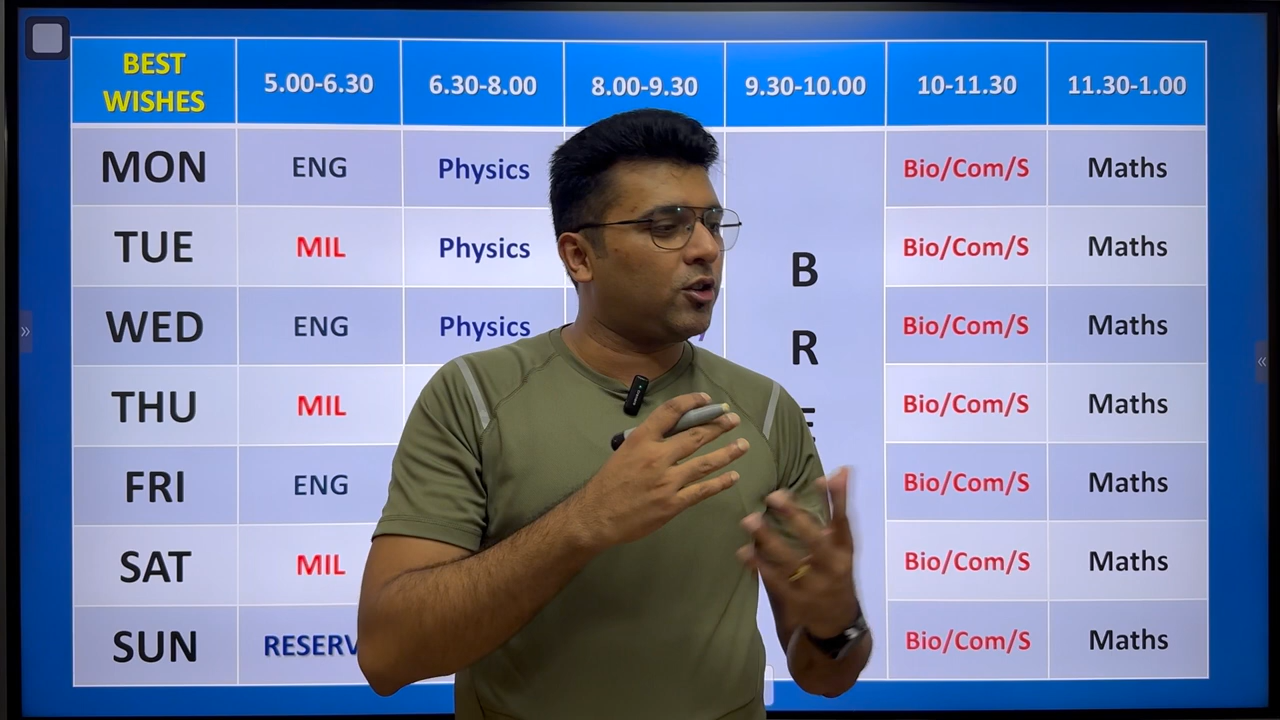 BEST WISHES 5.00-6.30 6.30-8.00 8.00-9.30 9.30-10.00 10-11.30 11.30-1.00
MON ENG Physics Bio/Com/S Maths
TUE MIL Physics B Bio/Com/S Maths
WED ENG Physics R Bio/Com/S Maths
THU MIL Bio/Com/S Maths
FRI ENG Bio/Com/S Maths
SAT MIL Bio/Com/S Maths
SUN RESERV Bio/Com/S Maths